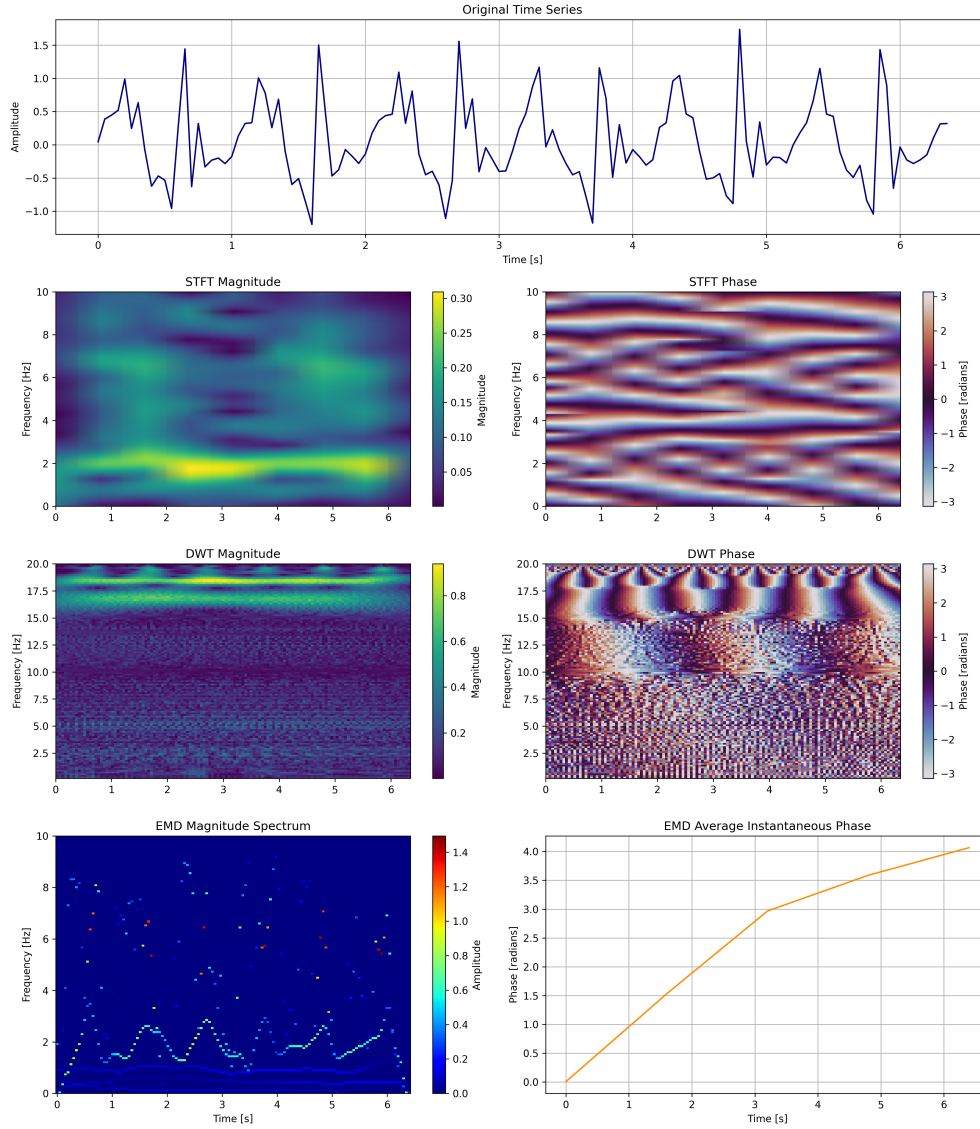 Original Time Series
1.5
1.0
0.5
0.0
−0.5
−1.0
Amplitude
0 1 2 3 4 5 6
Time [s]
STFT Magnitude
10
8
6
4
2
0
Frequency [Hz]
0 1 2 3 4 5 6
0.30
0.25
0.20
0.15
0.10
0.05
Magnitude
STFT Phase
10
8
6
4
2
0
Frequency [Hz]
0 1 2 3 4 5 6
3
2
1
0
−1
−2
−3
Phase [radians]
DWT Magnitude
20.0
17.5
15.0
12.5
10.0
7.5
5.0
2.5
Frequency [Hz]
0 1 2 3 4 5 6
0.8
0.6
0.4
0.2
Magnitude
DWT Phase
20.0
17.5
15.0
12.5
10.0
7.5
5.0
2.5
Frequency [Hz]
0 1 2 3 4 5 6
3
2
1
0
−1
−2
−3
Phase [radians]
EMD Magnitude Spectrum
10
8
6
4
2
0
Frequency [Hz]
0 1 2 3 4 5 6
Time [s]
1.4
1.2
1.0
0.8
0.6
0.4
0.2
0.0
Amplitude
EMD Average Instantaneous Phase
4.0
3.5
3.0
2.5
2.0
1.5
1.0
0.5
0.0
Phase [radians]
0 1 2 3 4 5 6
Time [s]